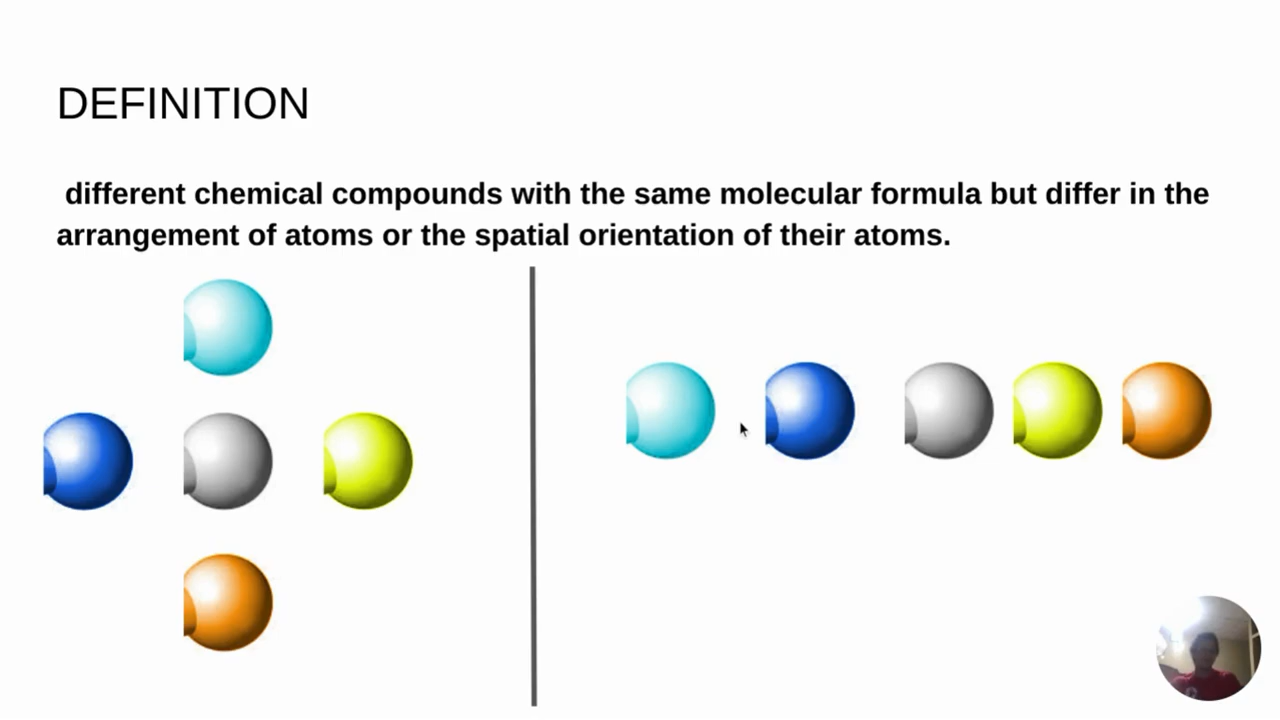 DEFINITION
different chemical compounds with the same molecular formula but differ in the
arrangement of atoms or the spatial orientation of their atoms.